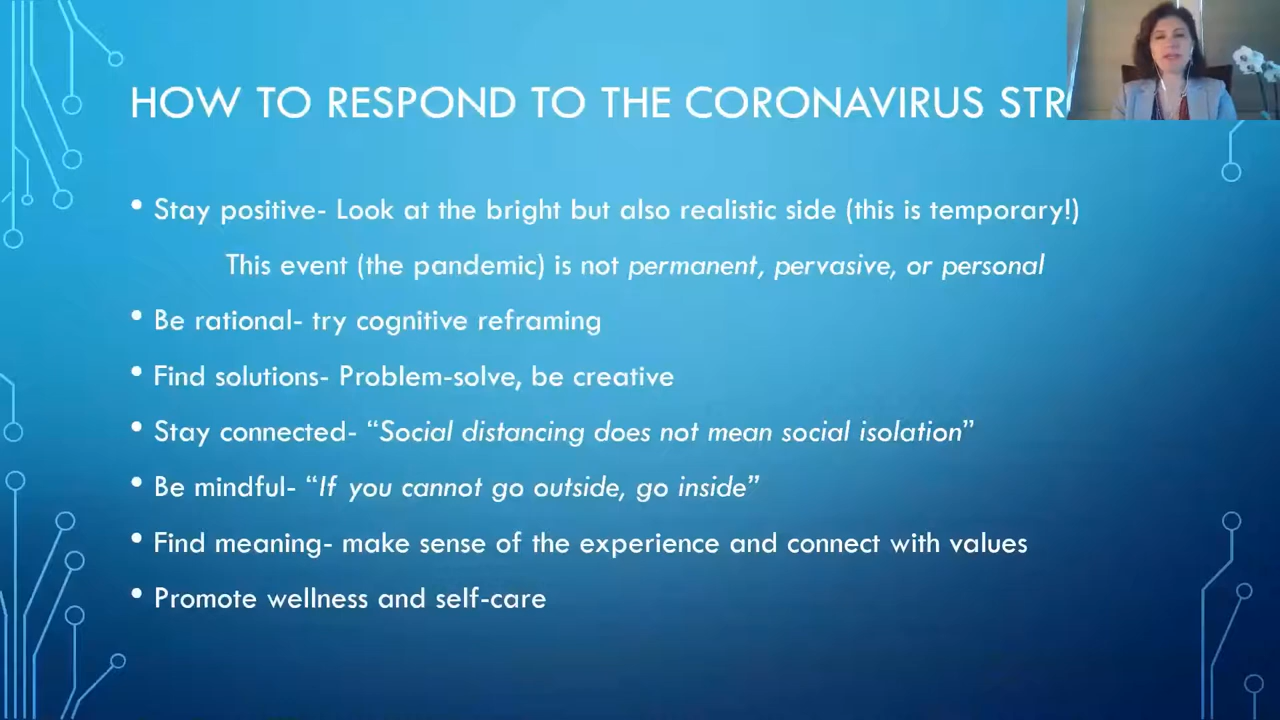 HOW TO RESPOND TO THE CORONAVIRUS STR
• Stay positive- Look at the bright but also realistic side (this is temporary!)
This event (the pandemic) is not permanent, pervasive, or personal
• Be rational- try cognitive reframing
• Find solutions- Problem-solve, be creative
• Stay connected- “Social distancing does not mean social isolation”
• Be mindful- “If you cannot go outside, go inside”
• Find meaning- make sense of the experience and connect with values
• Promote wellness and self-care